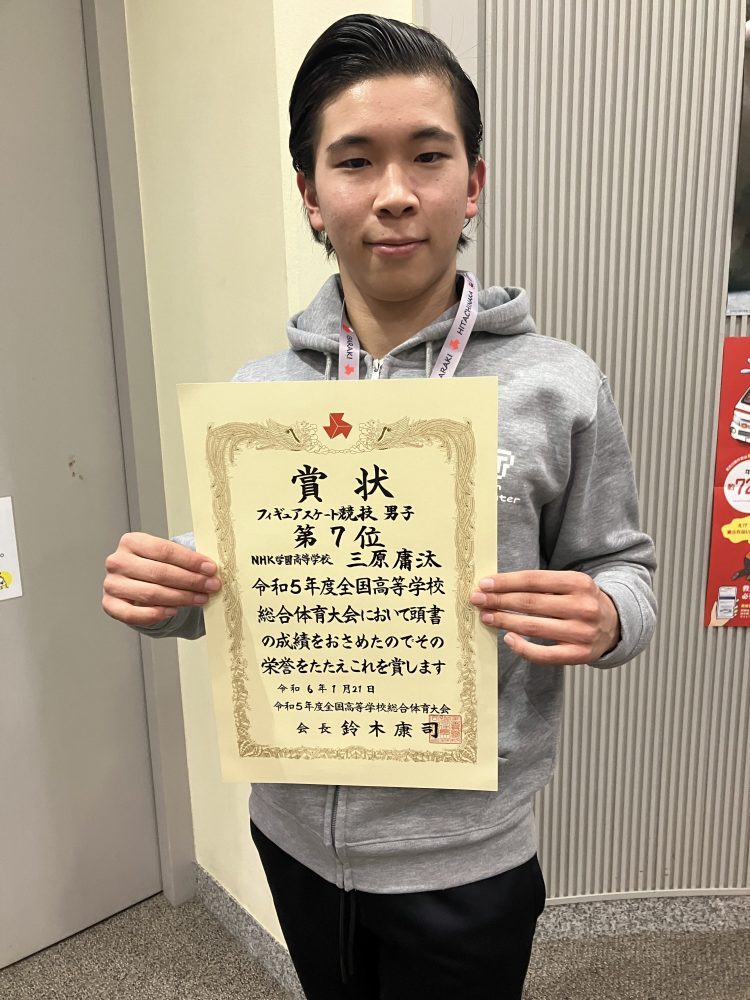 IBARAKI
HITACHINAKA
ARAKI
賞状
フィギュアスケート競技 男子
第7位
NHK学園高等学校 三原庸汰
令和5年度全国高等学校
総合体育大会において頭書
の成績をおさめたのでその
栄誉をたたえこれを賞します
令和6年1月21日
令和5年度全国高等学校総合体育大会
会長 鈴木康司